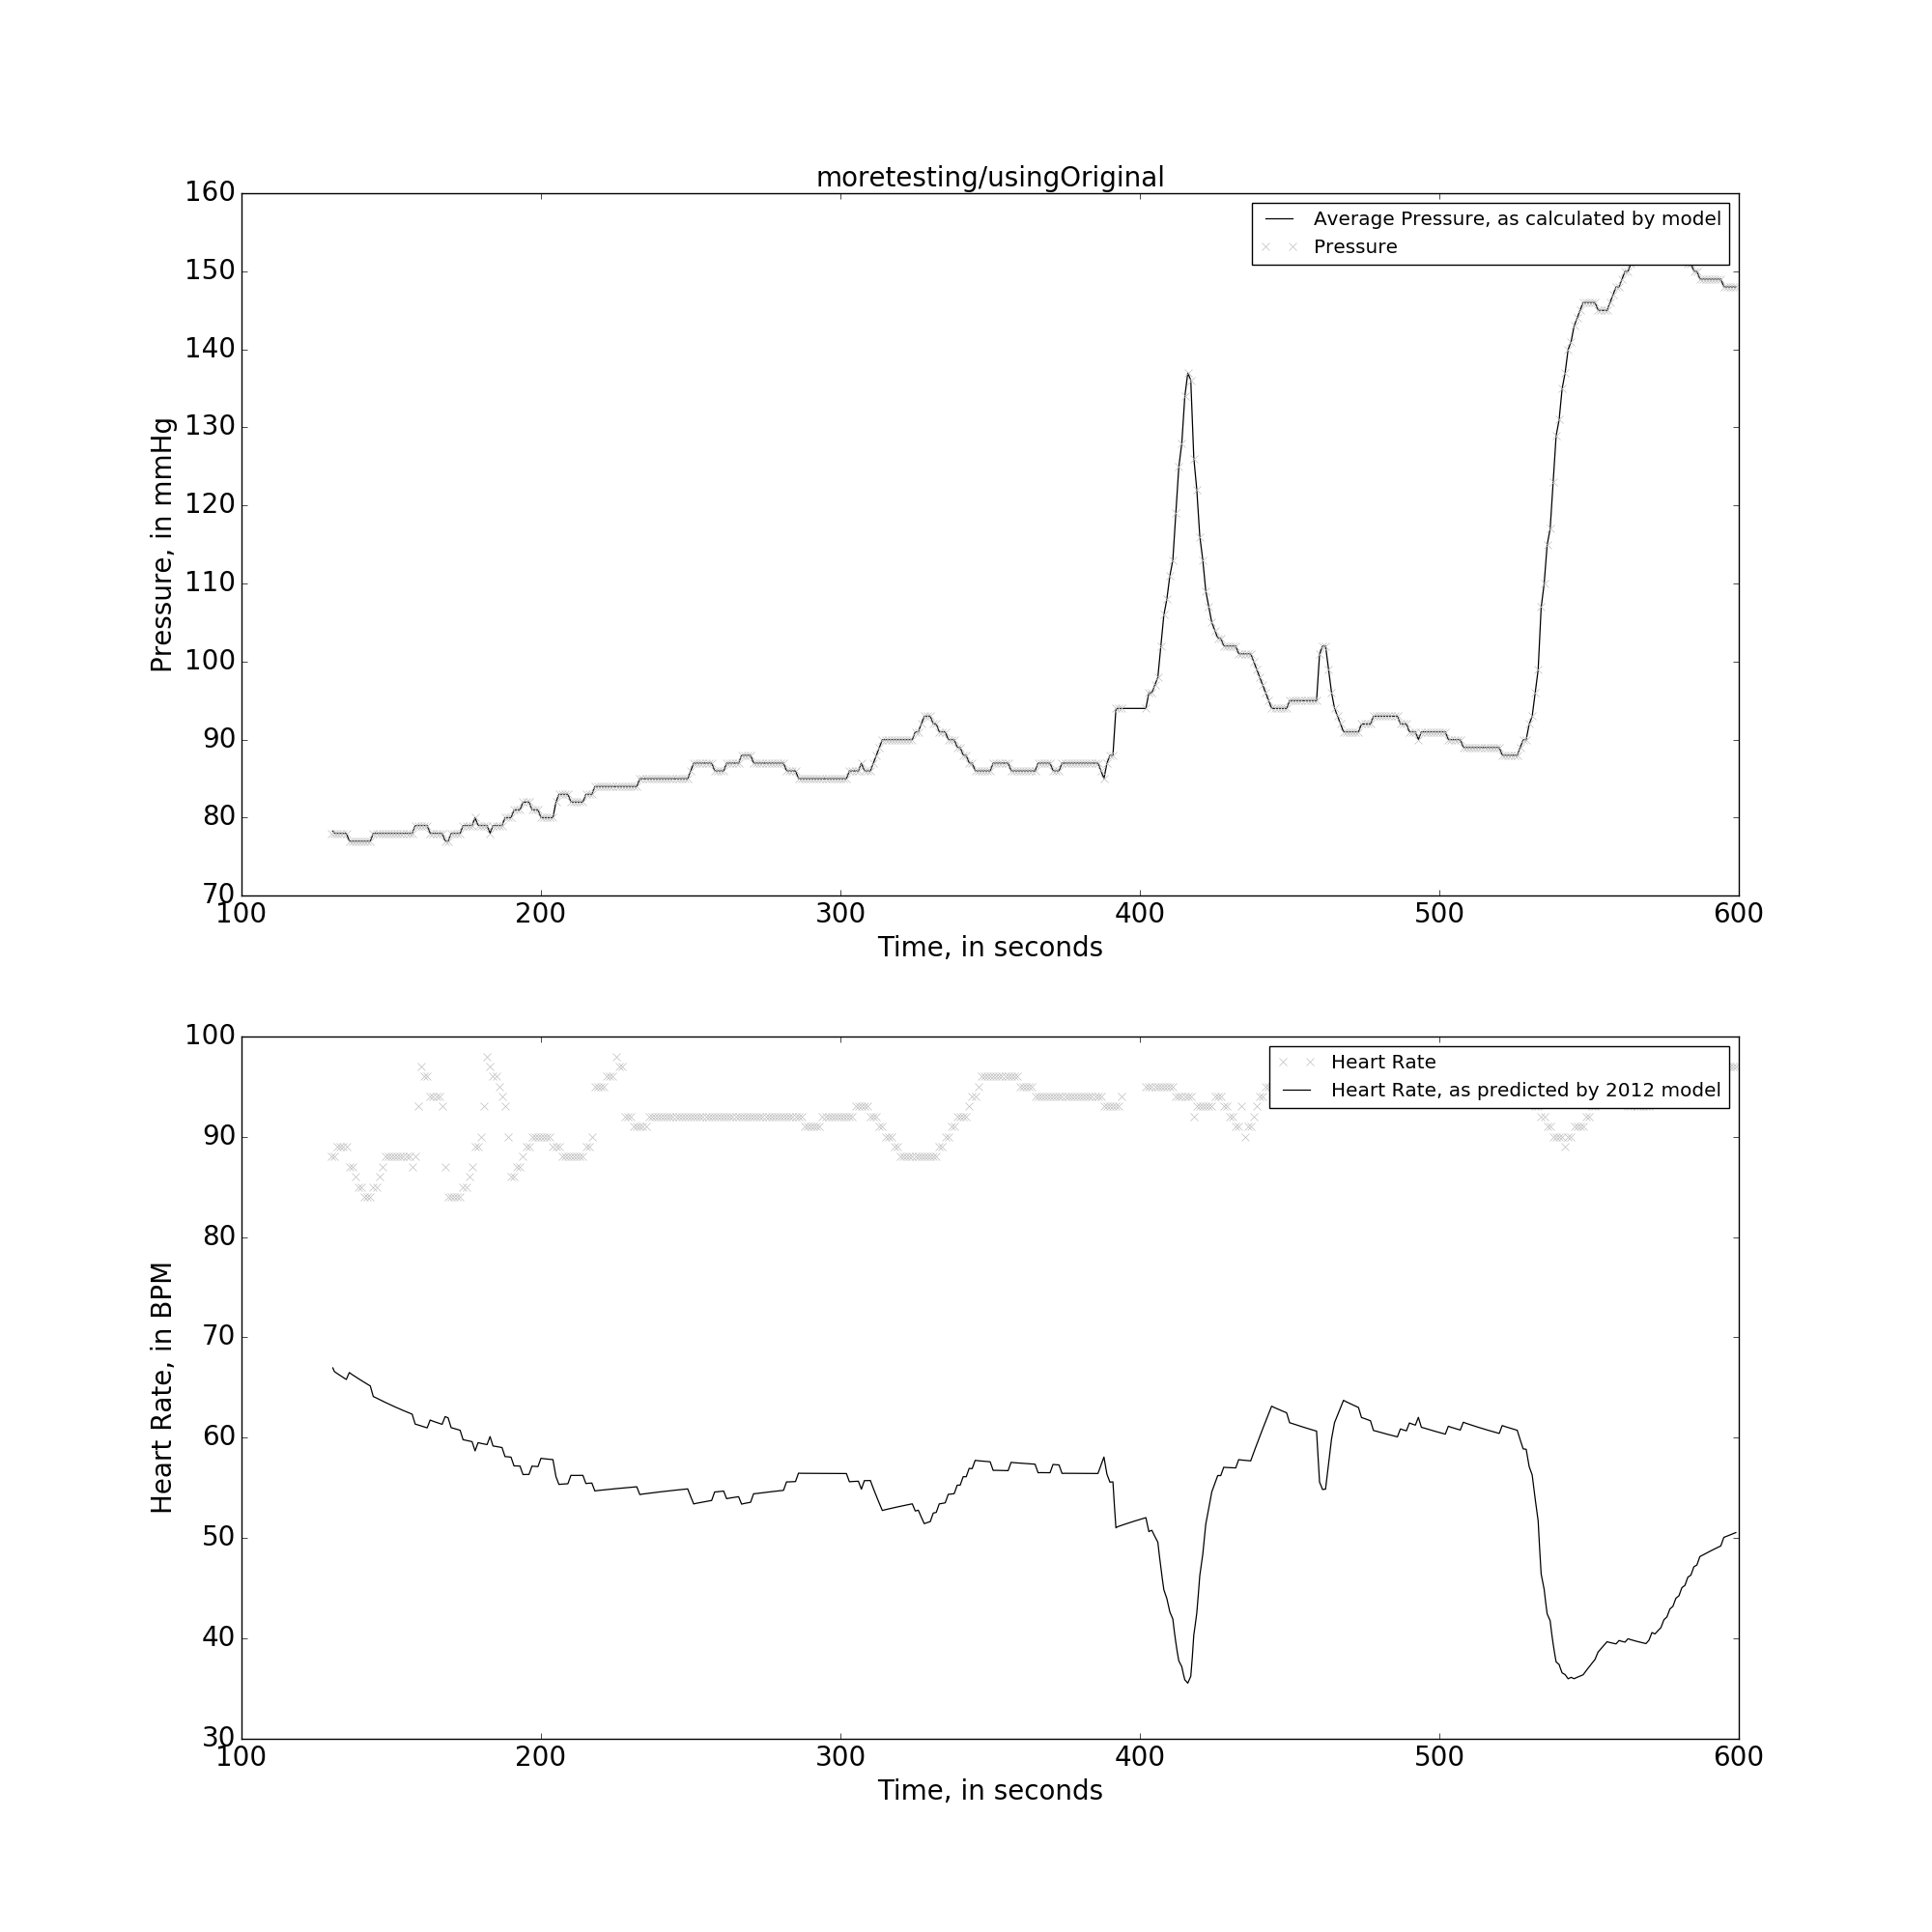 moretesting/usingOriginal
160
150
140
130
120
110
100
90
80
70
Pressure, in mmHg
Average Pressure, as calculated by model
Pressure
100 200 300 400 500 600
Time, in seconds
100
90
80
70
60
50
40
30
Heart Rate, in BPM
Heart Rate
Heart Rate, as predicted by 2012 model
100 200 300 400 500 600
Time, in seconds